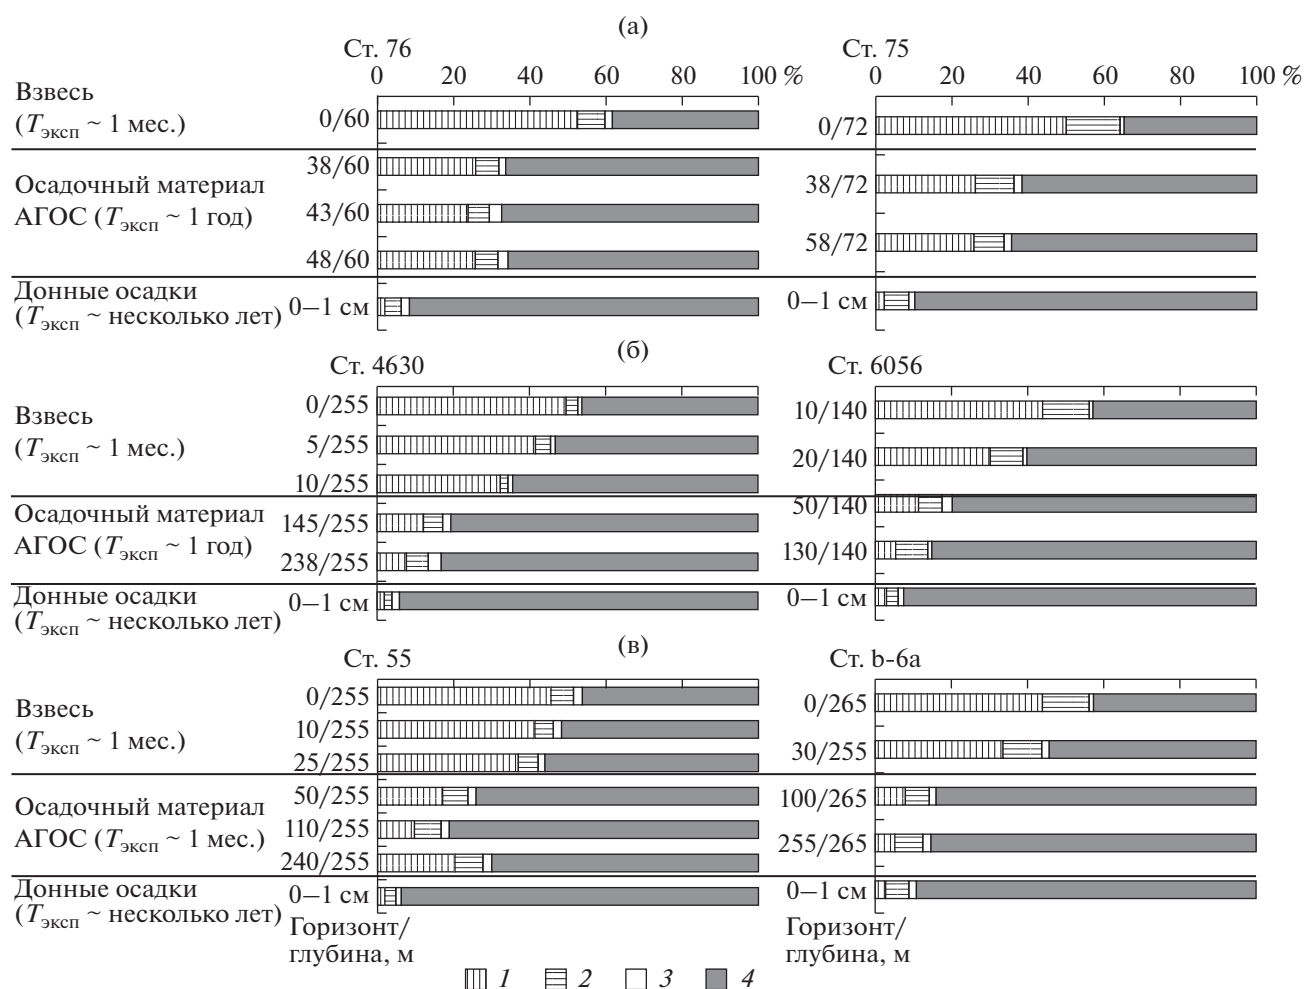 (а)
Ст. 76
Ст. 75
0 20 40 60 80 100 %
0 20 40 60 80 100 %
Взвесь
(Tэксп ~ 1 мес.)
0/60
0/72
Осадочный материал
АГОС (Tэксп ~ 1 год)
38/60
43/60
48/60
38/72
58/72
Донные осадки
(Tэксп ~ несколько лет)
0–1 см
0–1 см
(б)
Ст. 4630
Ст. 6056
Взвесь
(Tэксп ~ 1 мес.)
0/255
5/255
10/255
10/140
20/140
Осадочный материал
АГОС (Tэксп ~ 1 год)
145/255
238/255
50/140
130/140
Донные осадки
(Tэксп ~ несколько лет)
0–1 см
0–1 см
(в)
Ст. 55
Ст. b-6a
Взвесь
(Tэксп ~ 1 мес.)
0/255
10/255
25/255
0/265
30/255
Осадочный материал
АГОС (Tэксп ~ 1 мес.)
50/255
110/255
240/255
100/265
255/265
Донные осадки
(Tэксп ~ несколько лет)
0–1 см
0–1 см
Горизонт/
глубина, м
Горизонт/
глубина, м
1 2 3 4